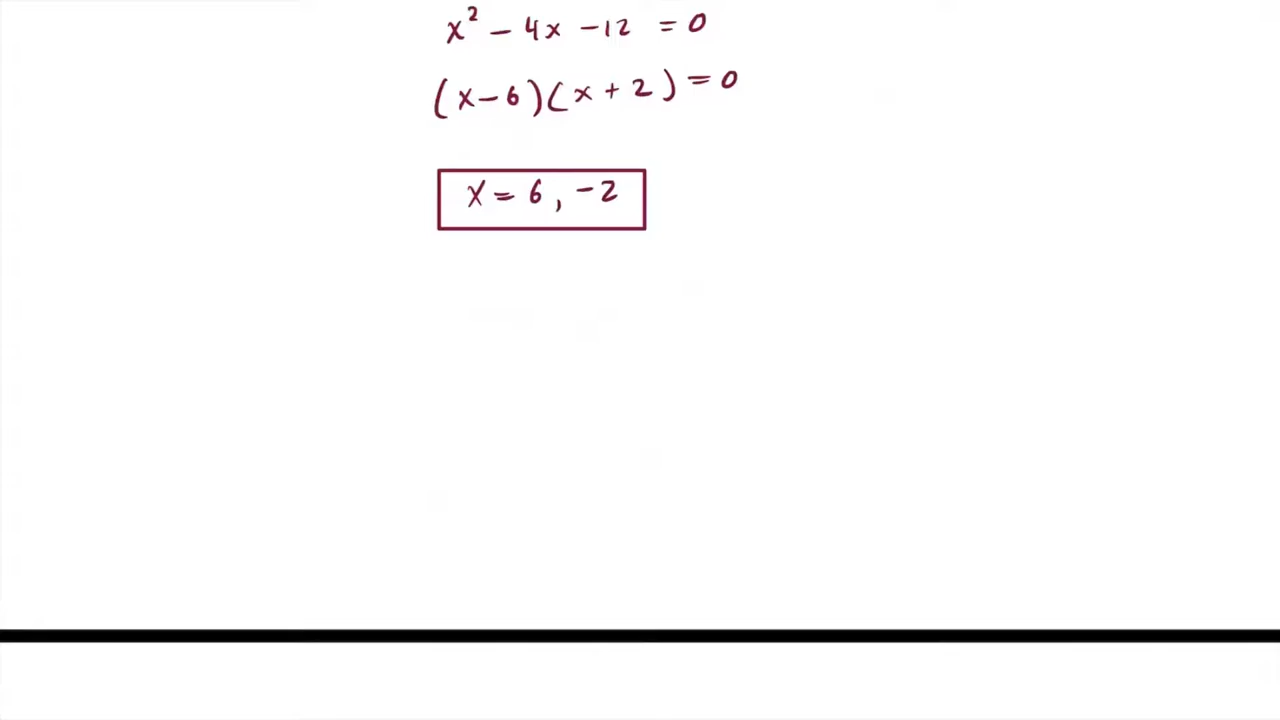 x² - 4x - 12 = 0
(x - 6)(x + 2) = 0
x = 6, -2